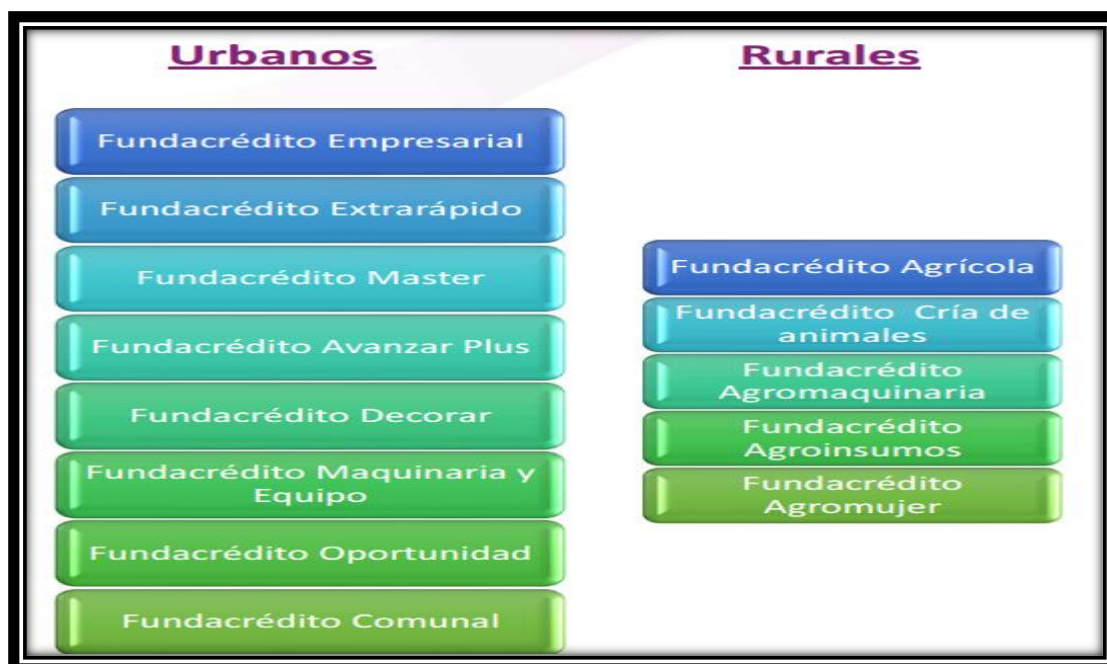 Urbanos
Fundacrédito Empresarial
Fundacrédito Extrarápido
Fundacrédito Master
Fundacrédito Avanzar Plus
Fundacrédito Decorar
Fundacrédito Maquinaria y
Equipo
Fundacrédito Oportunidad
Fundacrédito Comunal
Rurales
Fundacrédito Agrícola
Fundacrédito Cría de
animales
Fundacrédito
Agromaquinaria
Fundacrédito
Agroinsumos
Fundacrédito
Agromujer